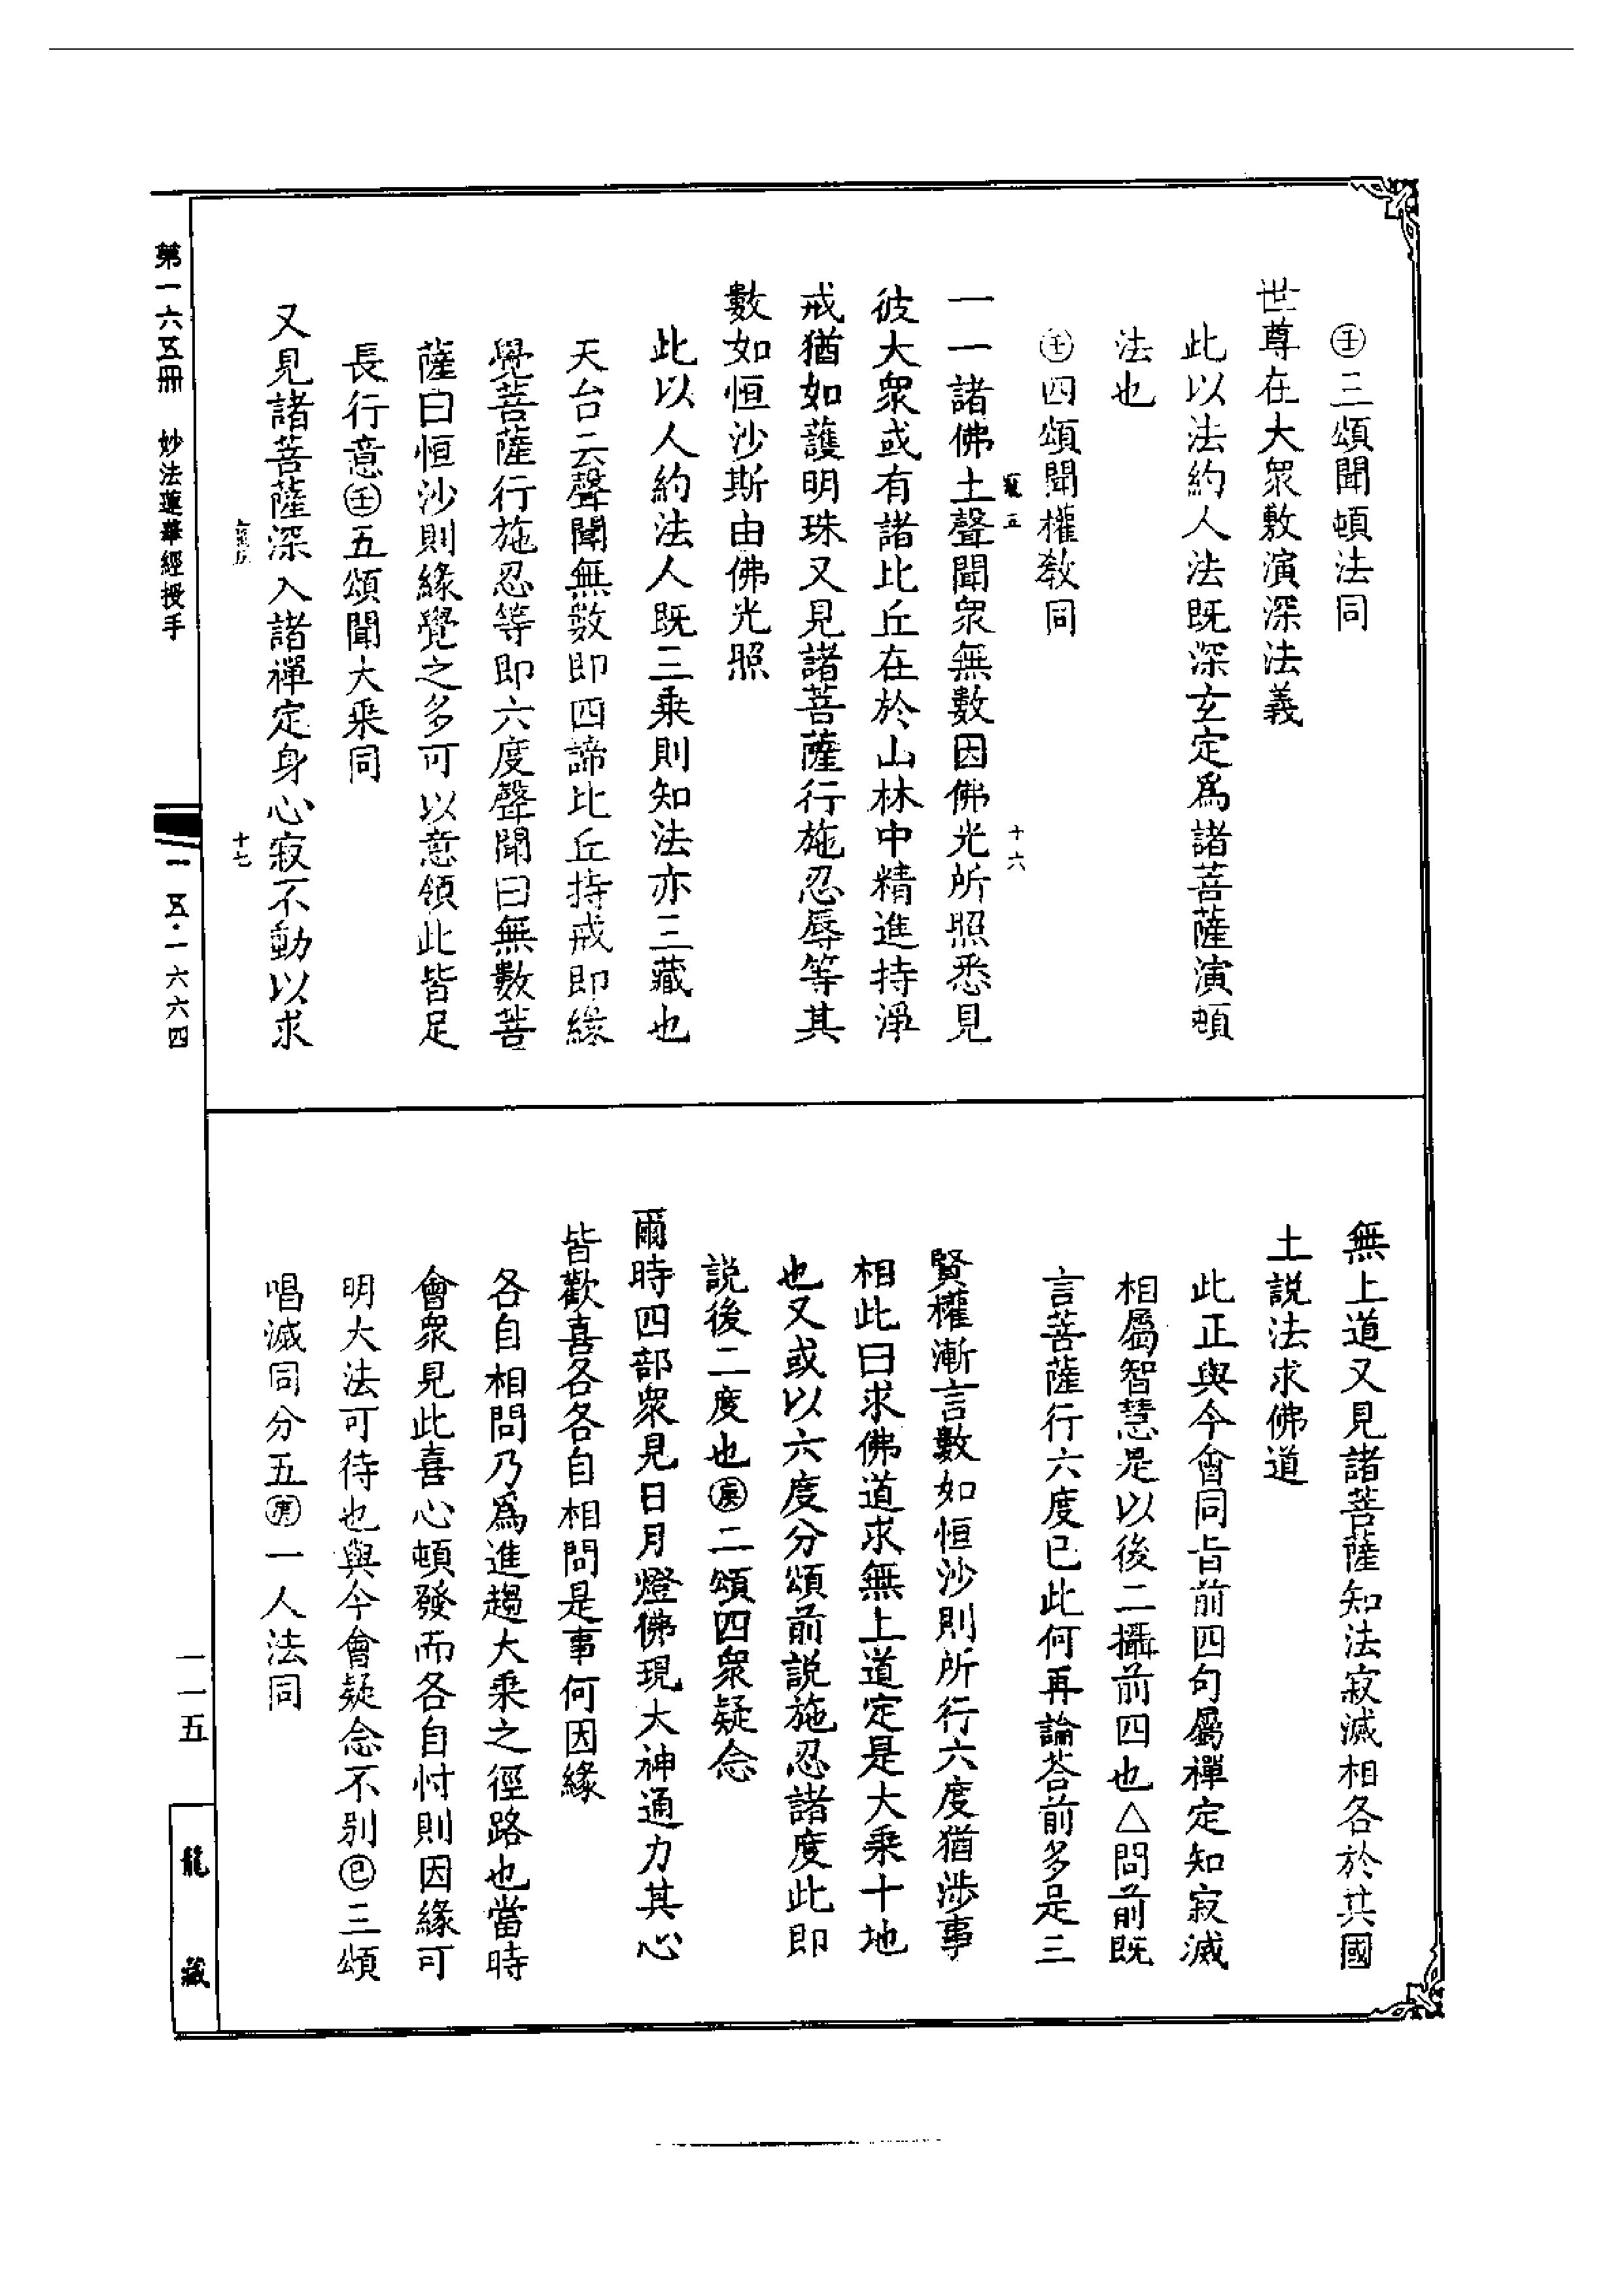 ㊂三頌聞頓法同
世尊在大衆敷演深法義
此以法約人法既深玄定爲諸菩薩演頓
法也
四頌聞權教同
一一諸佛土聲聞衆無數因佛光所照悉見
彼大衆或有諸比丘在於山林中精進持淨
戒猶如護明珠又見諸菩薩行施忍辱等其
數如恒沙斯由佛光照
此以人約法人既三乘則知法亦三藏也
天台云聲聞無数即四諦比丘持戒即緣
覺菩薩行施忍等即六度聲聞曰無數菩
薩曰恒沙則緣覺之多可以意領此皆足
長行意㊛五頌聞大乘同
又見諸菩薩深入諸禪定身心寂不動以求
無上道又見諸菩薩知法寂滅相各於其國
土説法求佛道
此正與今會同旨前四句屬禪定知寂滅
相屬智慧是以後二攝前四也△問前既
言菩薩行六度已此何再論荅前多是三
賢權漸言數如恒沙則所行六度猶涉事
相此曰求佛道求無上道定是大乘十地
也又或以六度分頌前説施忍諸度此即
説後二度也庚二頌四衆疑念
爾時四部衆見日月燈佛現大神通力其心
皆歡喜各各自相問是事何因緣
各自相問乃爲進趨大乘之徑路也當時
會衆見此喜心頓發而各自忖則因緣可
明大法可待也與今會疑念不别巳三頌
唱滅同分五庚一人法同
十六
十七
第一六五冊 妙法蓮華經授手
一五·一六六四
一一五
龍藏